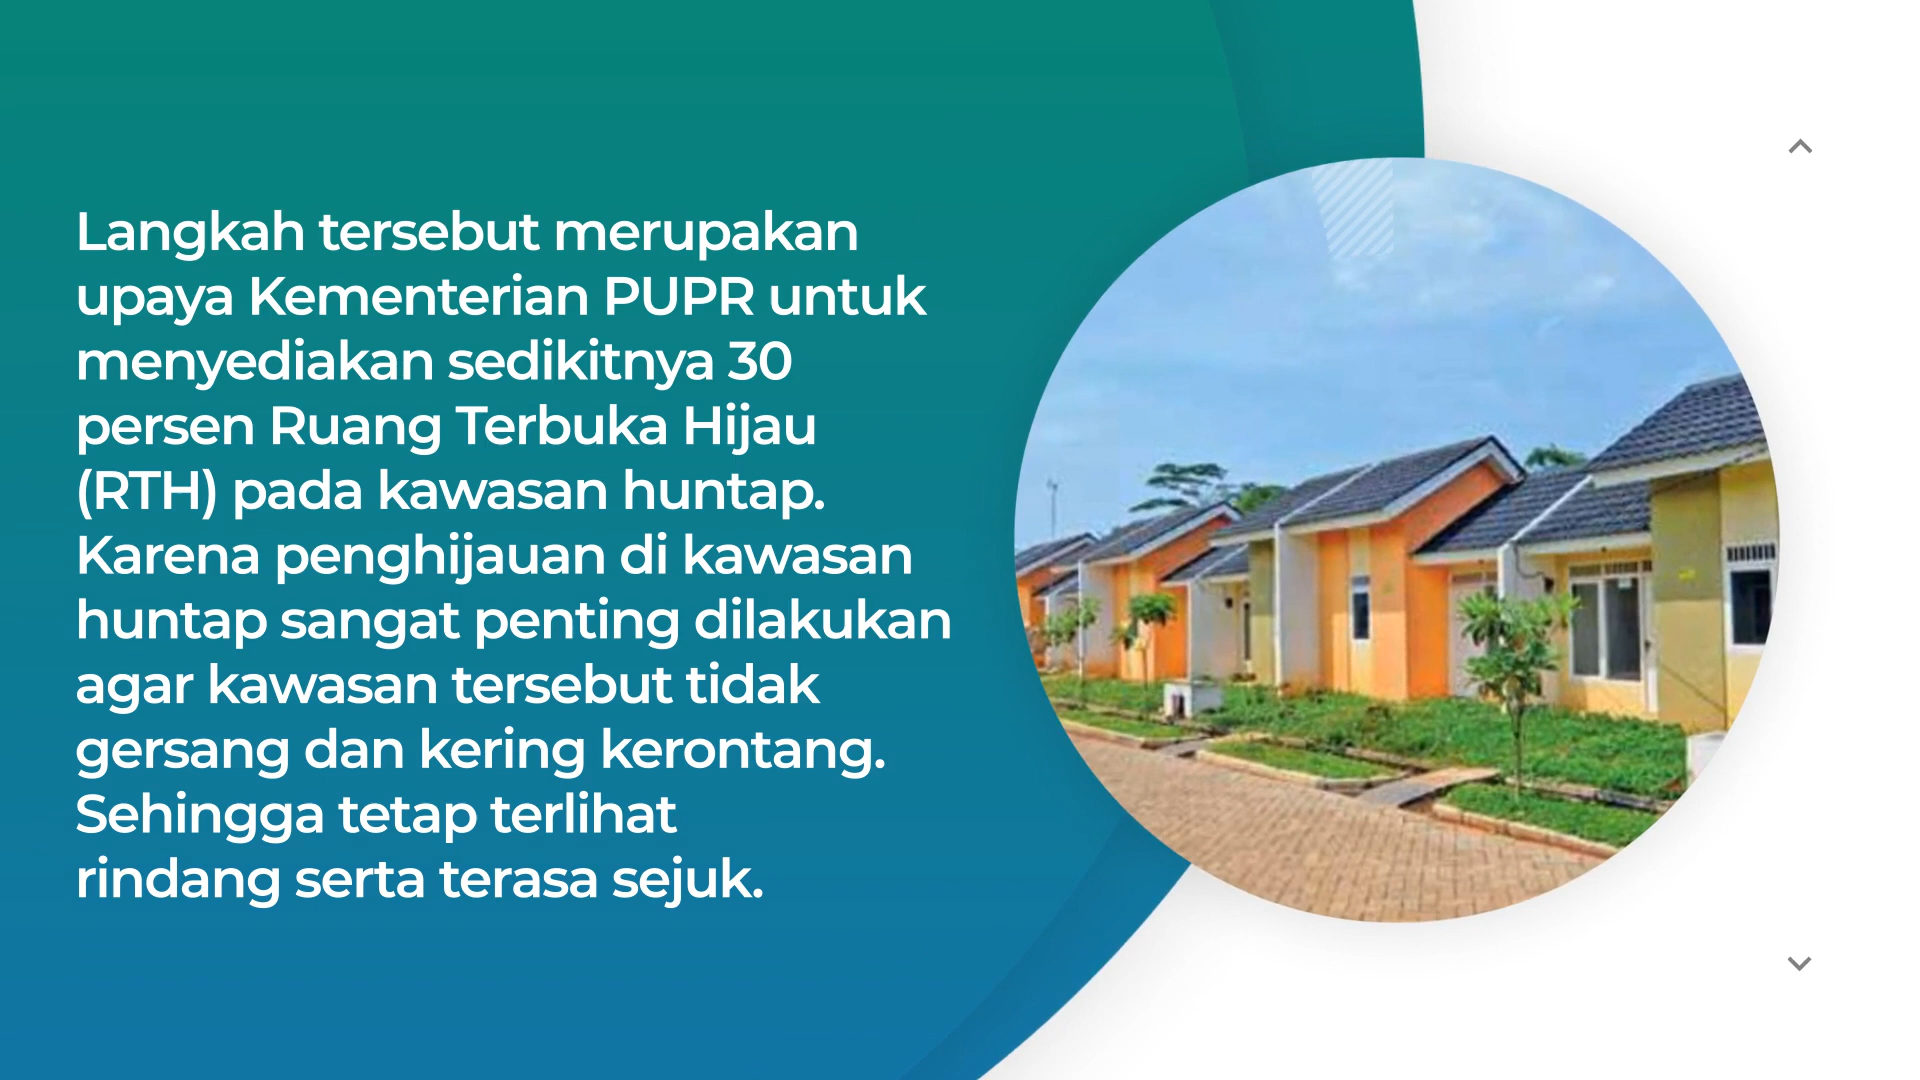 Langkah tersebut merupakan
upaya Kementerian PUPR untuk
menyediakan sedikitnya 30
persen Ruang Terbuka Hijau
(RTH) pada kawasan huntap.
Karena penghijauan di kawasan
huntap sangat penting dilakukan
agar kawasan tersebut tidak
gersang dan kering kerontang.
Sehingga tetap terlihat
rindang serta terasa sejuk.